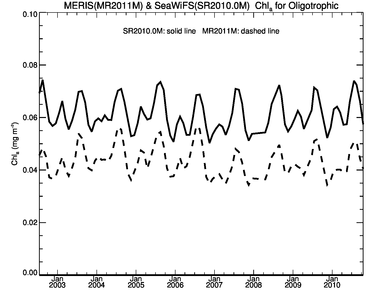 MERIS(MR2011M) & SeaWiFS(SR2010.0M) Chlₐ for Oligotrophic
SR2010.0M: solid line MR2011M: dashed line
0.10
0.08
0.06
0.04
0.02
0.00
Chlₐ (mg m⁻³)
Jan Jan Jan Jan Jan Jan Jan Jan
2003 2004 2005 2006 2007 2008 2009 2010